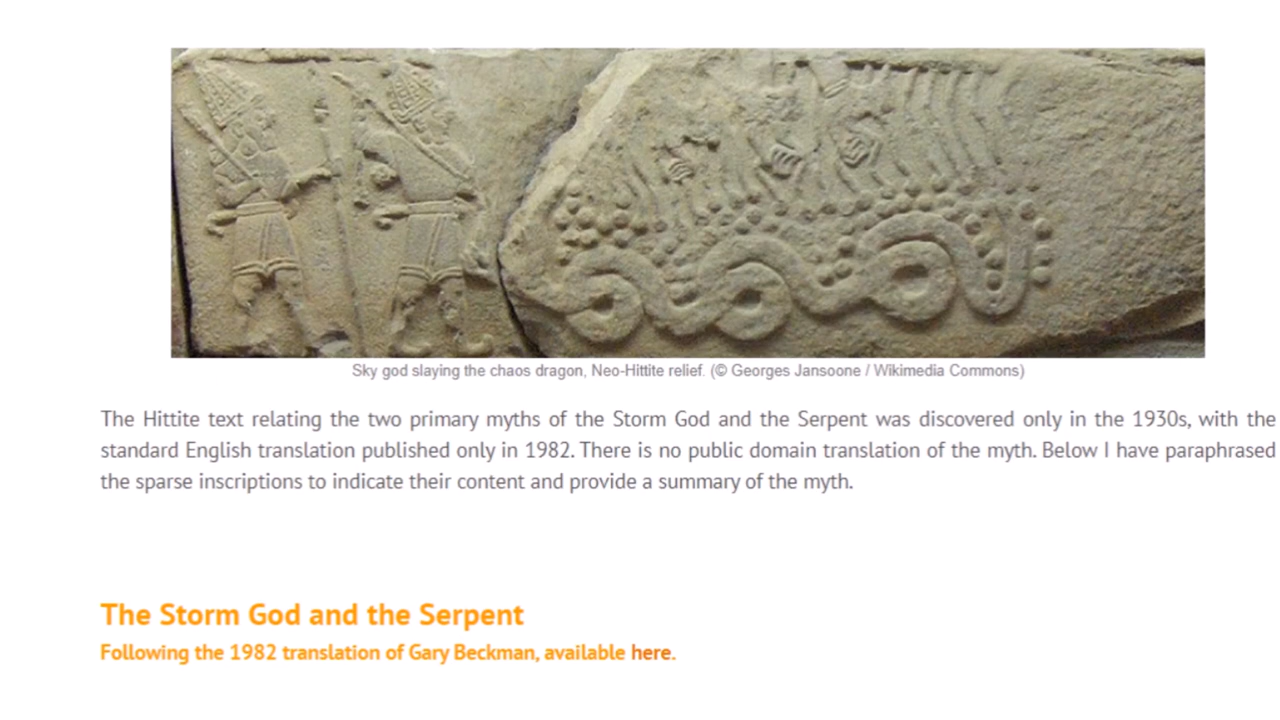 Sky god slaying the chaos dragon, Neo-Hittite relief. (© Georges Jansoone / Wikimedia Commons)
The Hittite text relating the two primary myths of the Storm God and the Serpent was discovered only in the 1930s, with the
standard English translation published only in 1982. There is no public domain translation of the myth. Below I have paraphrased
the sparse inscriptions to indicate their content and provide a summary of the myth.
The Storm God and the Serpent
Following the 1982 translation of Gary Beckman, available here.